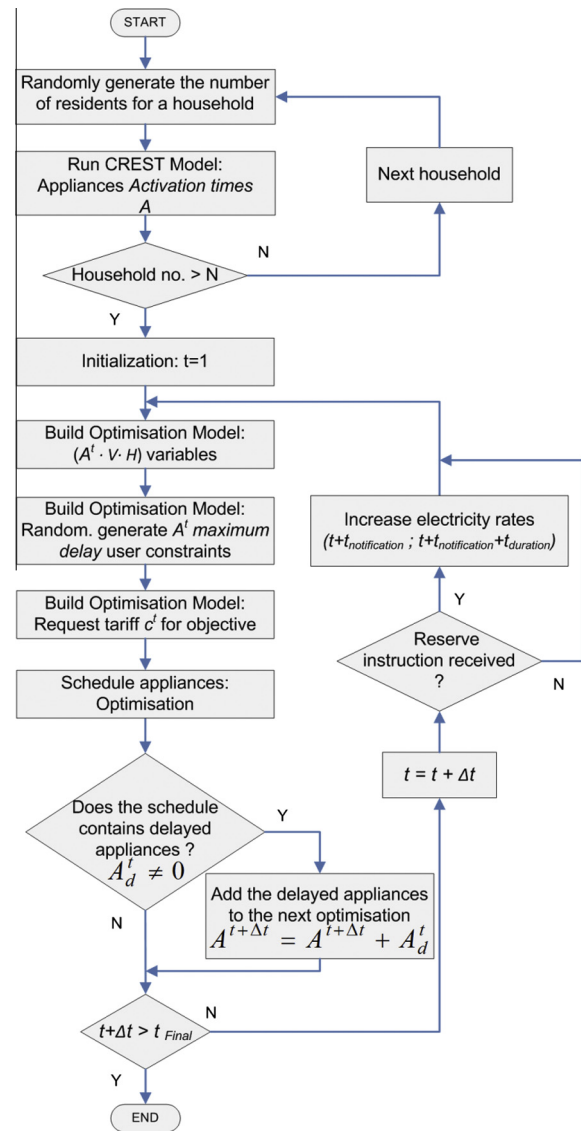 START
Randomly generate the number
of residents for a household
Run CREST Model:
Appliances Activation times
A
Next household
Household no. > N
N
Y
Initialization: t=1
Build Optimisation Model:
(A^t · V · H) variables
Build Optimisation Model:
Random. generate A^t maximum
delay user constraints
Increase electricity rates
(t+t_notification ; t+t_notification+t_duration)
Build Optimisation Model:
Request tariff c^t for objective
Y
Reserve
instruction received
?
N
Schedule appliances:
Optimisation
t = t + Δt
Does the schedule
contains delayed
appliances ?
A_d^t ≠ 0
Y
N
Add the delayed appliances
to the next optimisation
A^{t+Δt} = A^{t+Δt} + A_d^t
t+Δt > t_Final
N
Y
END